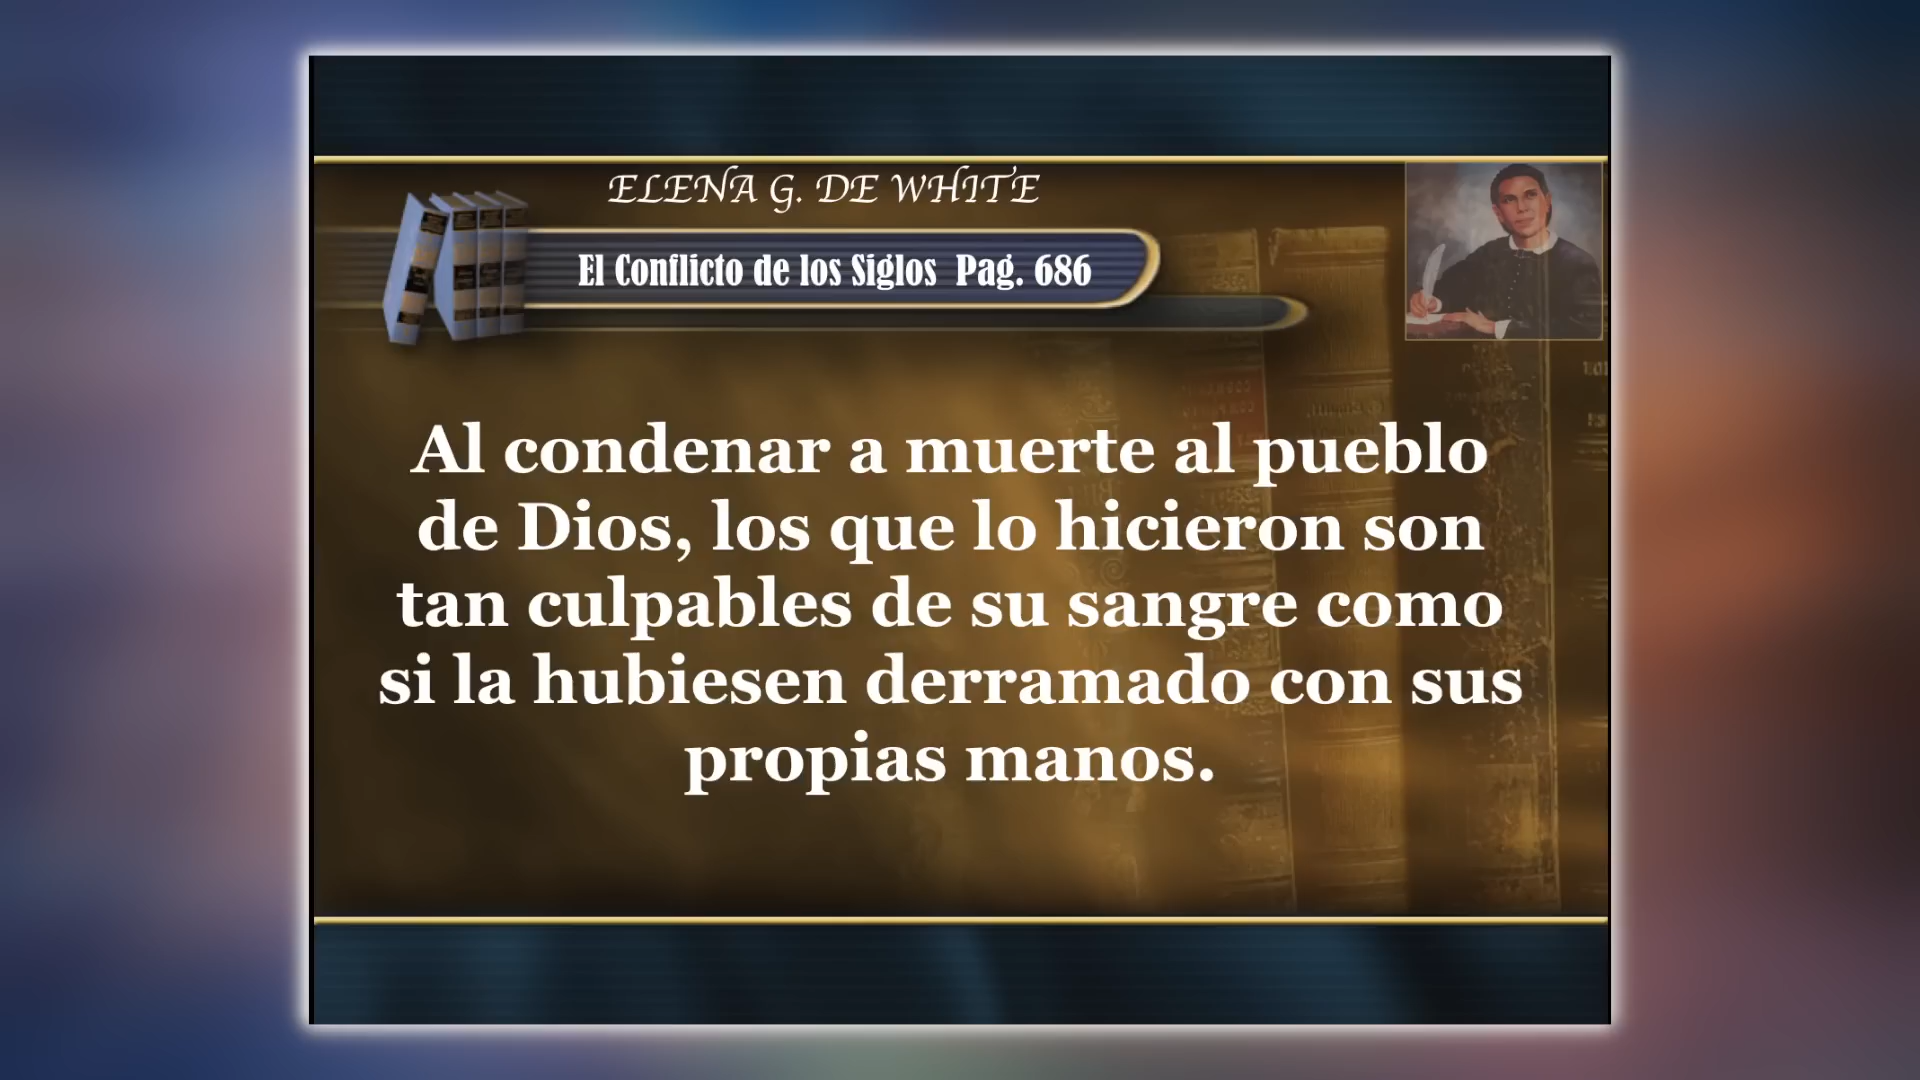 ELENA G. DE WHITE
El Conflicto de los Siglos Pag. 686
Al condenar a muerte al pueblo
de Dios, los que lo hicieron son
tan culpables de su sangre como
si la hubiesen derramado con sus
propias manos.